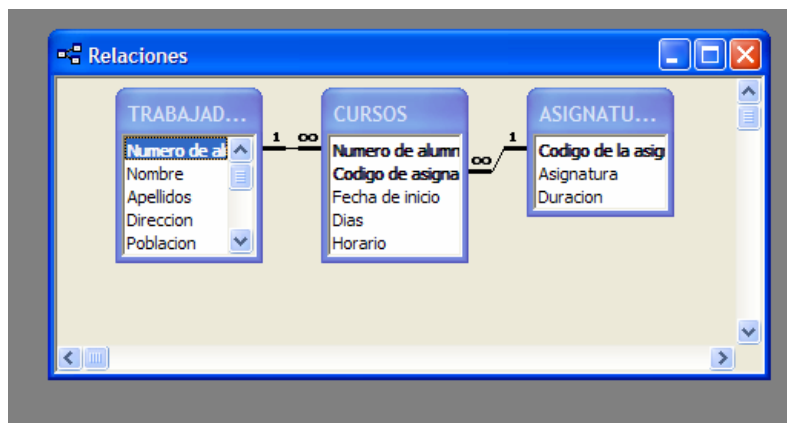 Relaciones
TRABAJAD...
Numero de al
Nombre
Apellidos
Direccion
Poblacion
1 ∞
CURSOS
Numero de alumn
Codigo de asigna
Fecha de inicio
Dias
Horario
∞ 1
ASIGNATU...
Codigo de la asig
Asignatura
Duracion